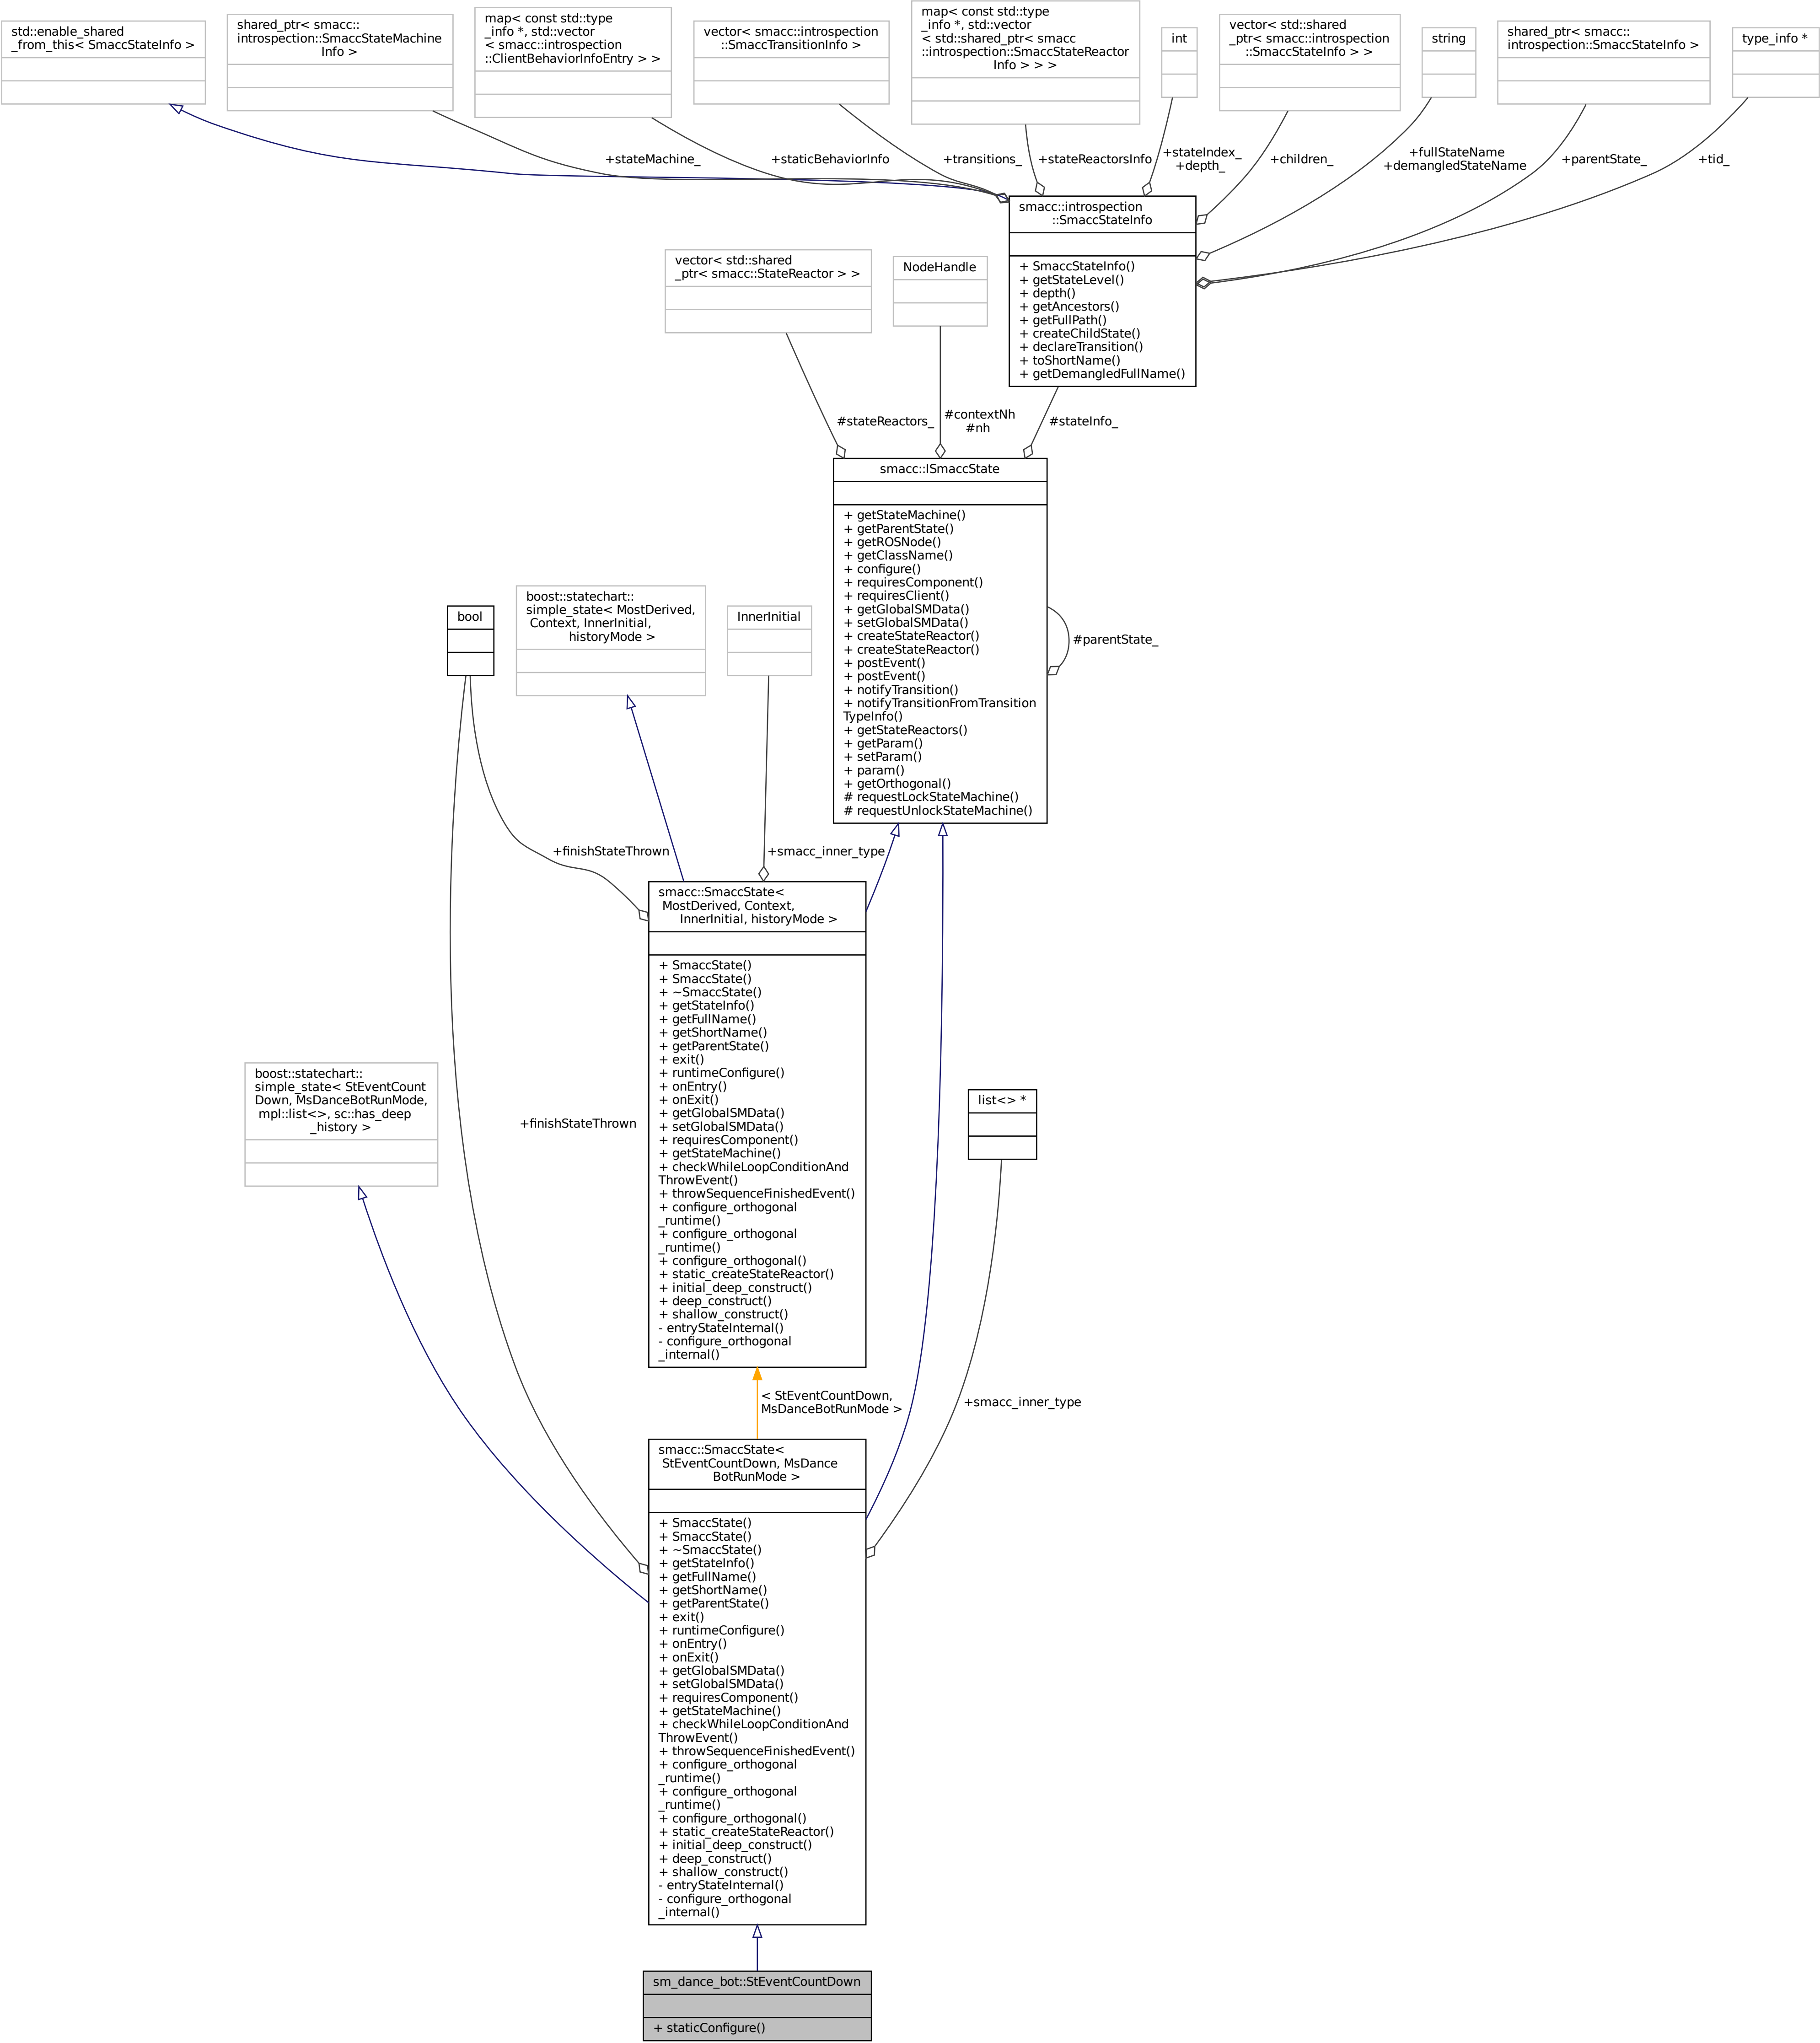 std::enable_shared
_from_this< SmaccStateInfo >
shared_ptr< smacc::
introspection::SmaccStateMachine
Info >
map< const std::type
_info *, std::vector
< smacc::introspection
::ClientBehaviorInfoEntry > >
vector< smacc::introspection
::SmaccTransitionInfo >
map< const std::type
_info *, std::vector
< std::shared_ptr< smacc
::introspection::SmaccStateReactor
Info > > >
int
vector< std::shared
_ptr< smacc::introspection
::SmaccStateInfo > >
string
shared_ptr< smacc::
introspection::SmaccStateInfo >
type_info *
+stateMachine_
+staticBehaviorInfo
+transitions_
+stateReactorsInfo
+stateIndex_
+depth_
+children_
+fullStateName
+demangledStateName
+parentState_
+tid_
smacc::introspection
::SmaccStateInfo
+ SmaccStateInfo()
+ getStateLevel()
+ depth()
+ getAncestors()
+ getFullPath()
+ createChildState()
+ declareTransition()
+ toShortName()
+ getDemangledFullName()
vector< std::shared
_ptr< smacc::StateReactor > >
NodeHandle
#stateReactors_
#contextNh
#nh
#stateInfo_
smacc::ISmaccState
+ getStateMachine()
+ getParentState()
+ getROSNode()
+ getClassName()
+ configure()
+ requiresComponent()
+ requiresClient()
+ getGlobalSMData()
+ setGlobalSMData()
+ createStateReactor()
+ createStateReactor()
+ postEvent()
+ postEvent()
+ notifyTransition()
+ notifyTransitionFromTransition
TypeInfo()
+ getStateReactors()
+ getParam()
+ setParam()
+ param()
+ getOrthogonal()
# requestLockStateMachine()
# requestUnlockStateMachine()
#parentState_
bool
boost::statechart::
simple_state< MostDerived,
Context, InnerInitial,
historyMode >
InnerInitial
+finishStateThrown
+smacc_inner_type
smacc::SmaccState<
MostDerived, Context,
InnerInitial, historyMode >
+ SmaccState()
+ SmaccState()
+ ~SmaccState()
+ getStateInfo()
+ getFullName()
+ getShortName()
+ getParentState()
+ exit()
+ runtimeConfigure()
+ onEntry()
+ onExit()
+ getGlobalSMData()
+ setGlobalSMData()
+ requiresComponent()
+ getStateMachine()
+ checkWhileLoopConditionAnd
ThrowEvent()
+ throwSequenceFinishedEvent()
+ configure_orthogonal
_runtime()
+ configure_orthogonal
_runtime()
+ configure_orthogonal()
+ static_createStateReactor()
+ initial_deep_construct()
+ deep_construct()
+ shallow_construct()
- entryStateInternal()
- configure_orthogonal
_internal()
boost::statechart::
simple_state< StEventCount
Down, MsDanceBotRunMode,
mpl::list<>, sc::has_deep
_history >
+finishStateThrown
list<> *
< StEventCountDown,
MsDanceBotRunMode >
+smacc_inner_type
smacc::SmaccState<
StEventCountDown, MsDance
BotRunMode >
+ SmaccState()
+ SmaccState()
+ ~SmaccState()
+ getStateInfo()
+ getFullName()
+ getShortName()
+ getParentState()
+ exit()
+ runtimeConfigure()
+ onEntry()
+ onExit()
+ getGlobalSMData()
+ setGlobalSMData()
+ requiresComponent()
+ getStateMachine()
+ checkWhileLoopConditionAnd
ThrowEvent()
+ throwSequenceFinishedEvent()
+ configure_orthogonal
_runtime()
+ configure_orthogonal
_runtime()
+ configure_orthogonal()
+ static_createStateReactor()
+ initial_deep_construct()
+ deep_construct()
+ shallow_construct()
- entryStateInternal()
- configure_orthogonal
_internal()
sm_dance_bot::StEventCountDown
+ staticConfigure()